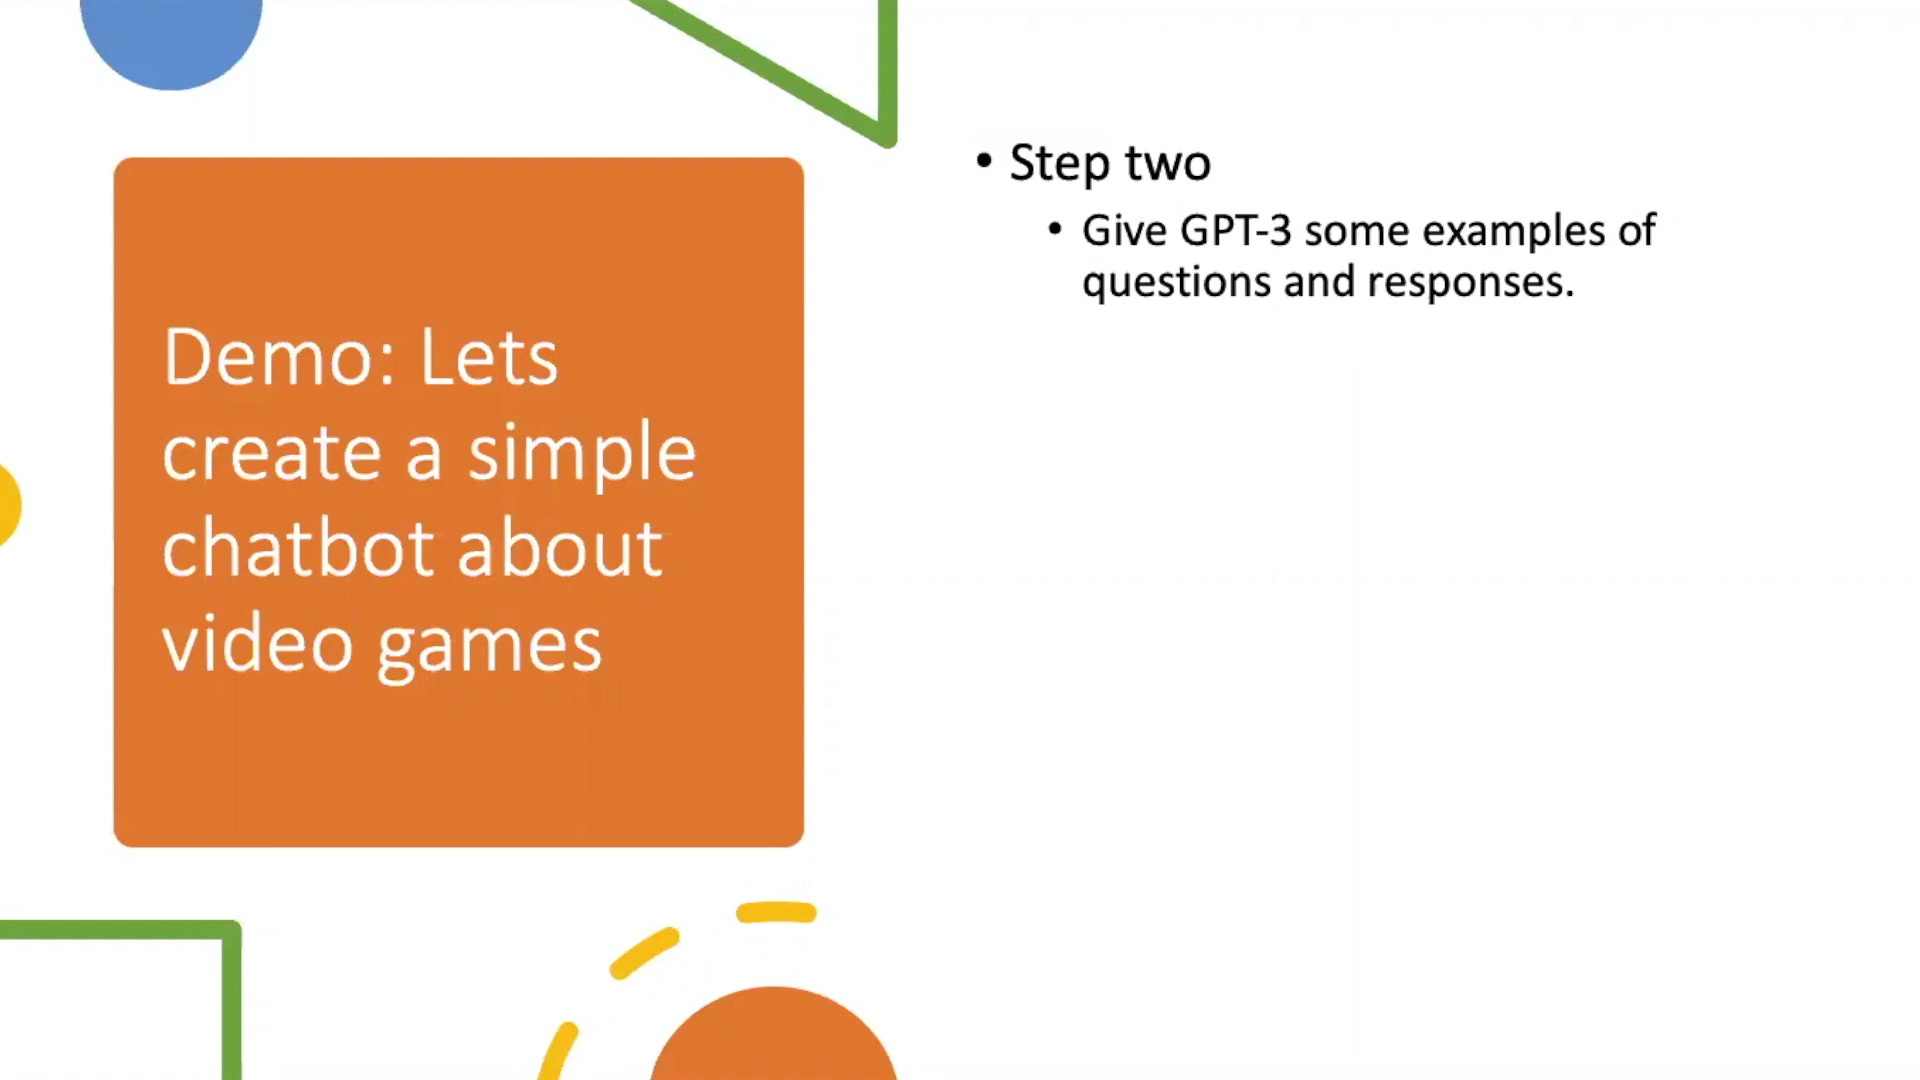 Demo: Lets
create a simple
chatbot about
video games
• Step two
• Give GPT-3 some examples of
questions and responses.